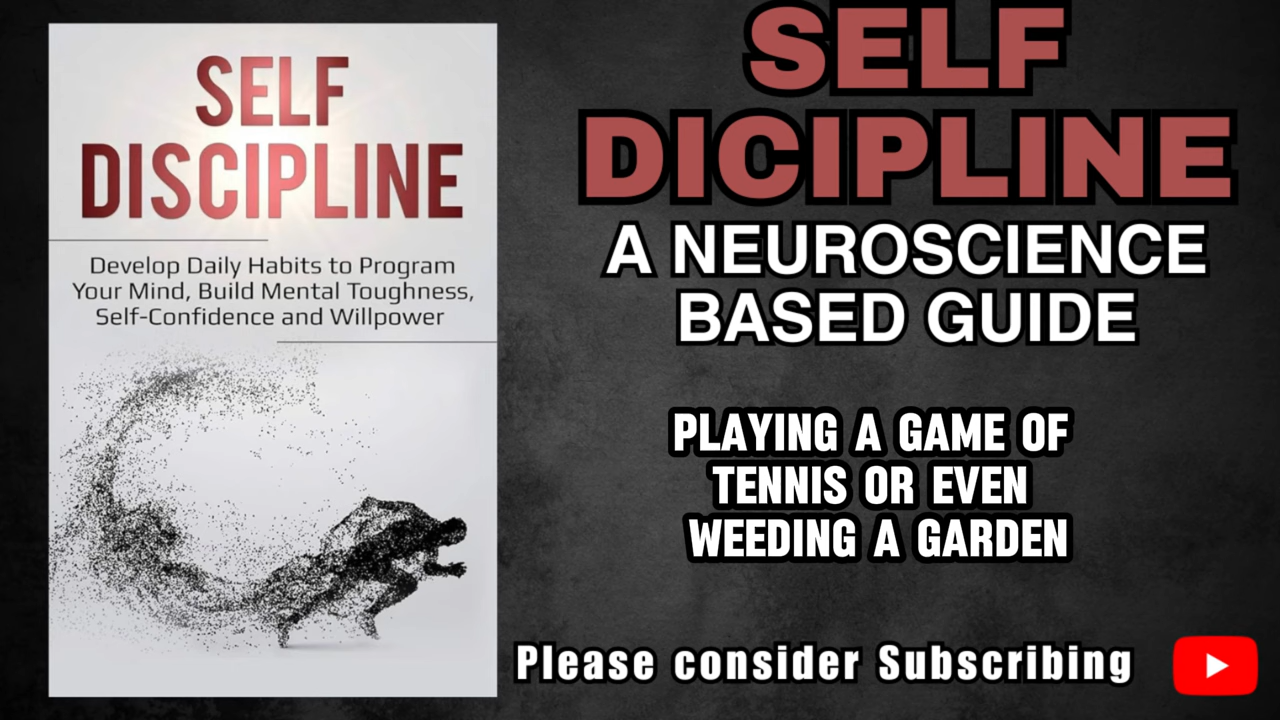 SELF
DISCIPLINE
Develop Daily Habits to Program
Your Mind, Build Mental Toughness,
Self-Confidence and Willpower
SELF
DICIPLINE
A NEUROSCIENCE
BASED GUIDE
PLAYING A GAME OF
TENNIS OR EVEN
WEEDING A GARDEN
Please consider Subscribing